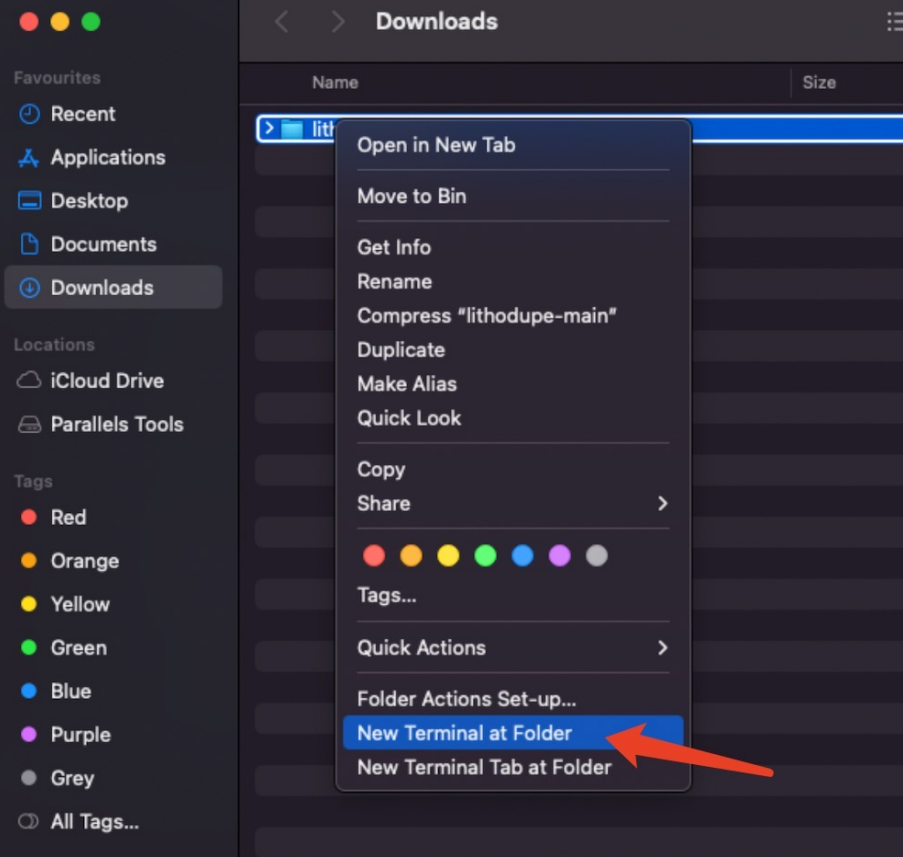 Downloads
Favourites
Recent
Applications
Desktop
Documents
Downloads
Locations
iCloud Drive
Parallels Tools
Tags
Red
Orange
Yellow
Green
Blue
Purple
Grey
All Tags...
Name Size
Open in New Tab
Move to Bin
Get Info
Rename
Compress “lithodupe-main”
Duplicate
Make Alias
Quick Look
Copy
Share
Tags...
Quick Actions
Folder Actions Set-up...
New Terminal at Folder
New Terminal Tab at Folder